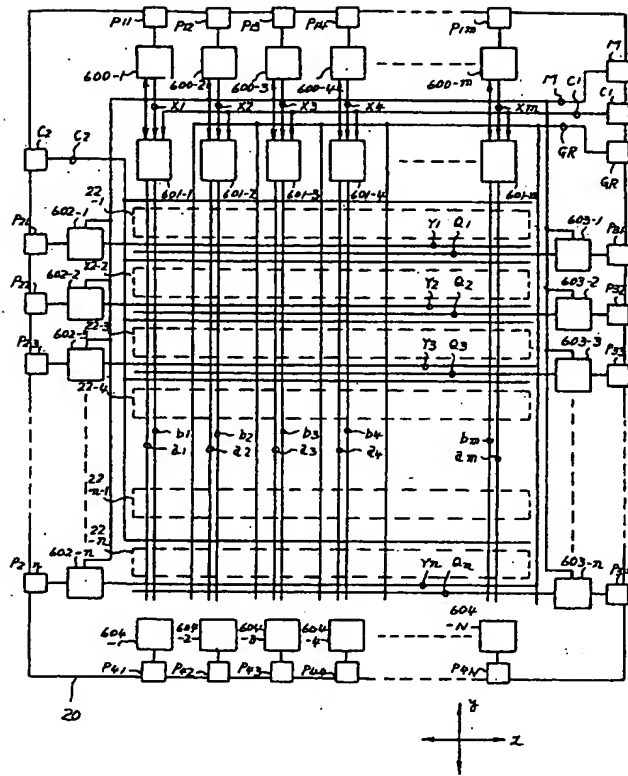 P11 P12 P13 P14 P1m
600-1 600-2 600-3 600-4 600-m
M
C1
M
X1 X2 X3 X4 Xm
C1
C2
C2
GR
GR
601-1 601-2 601-3 601-4
22-1
P21 602-1 Y1 Q1 603-1 P31
22-2
P22 602-2 Y2 Q2 603-2 P32
22-3
P23 Y3 Q3 603-3 P33
22-4
b1 b2 b3 b4 bm
a1 a2 a3 a4 am
22-n-1
22-n
602-n Yn Qn 603-n
604-1 604-2 604-3 604-4 604-N
P41 P42 P43 P44 P4N
20
y
x